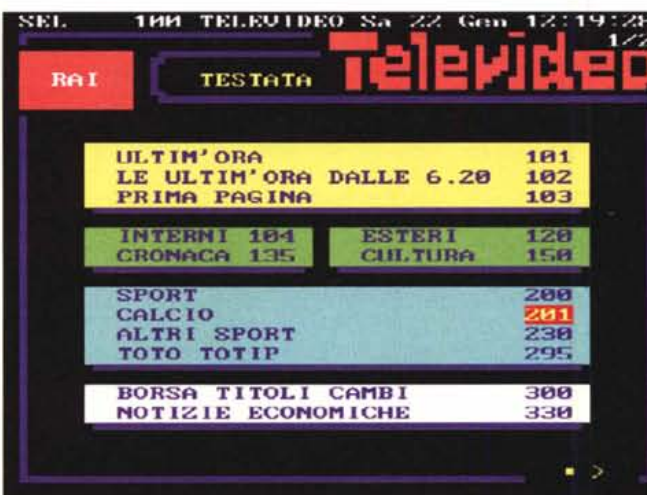 SEL. 100 TELEVIDEO Sa 22 Gen 12:19:28
1/2
RAI TESTATA Televideo
ULTIM'ORA 101
LE ULTIM'ORA DALLE 6.20 102
PRIMA PAGINA 103
INTERNI 104 ESTERI 120
CRONACA 135 CULTURA 150
SPORT 200
CALCIO 201
ALTRI SPORT 230
TOTO TOTIP 295
BORSA TITOLI CAMBI 300
NOTIZIE ECONOMICHE 330
>